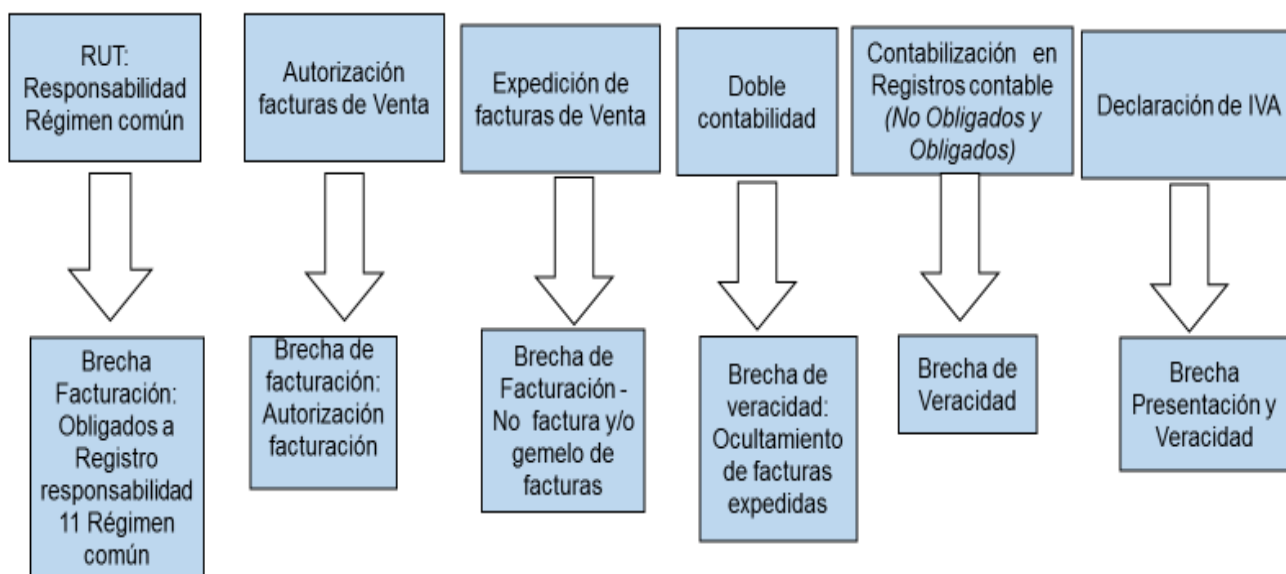 RUT:
Responsabilidad
Régimen común
Autorización
facturas de Venta
Expedición de
facturas de Venta
Doble
contabilidad
Contabilización en
Registros contable
(No Obligados y
Obligados)
Declaración de IVA
Brecha
Facturación:
Obligados a
Registro
responsabilidad
11 Régimen
común
Brecha de
facturación:
Autorización
facturación
Brecha de
Facturación -
No factura y/o
gemelo de
facturas
Brecha de
veracidad:
Ocultamiento
de facturas
expedidas
Brecha de
Veracidad
Brecha
Presentación y
Veracidad